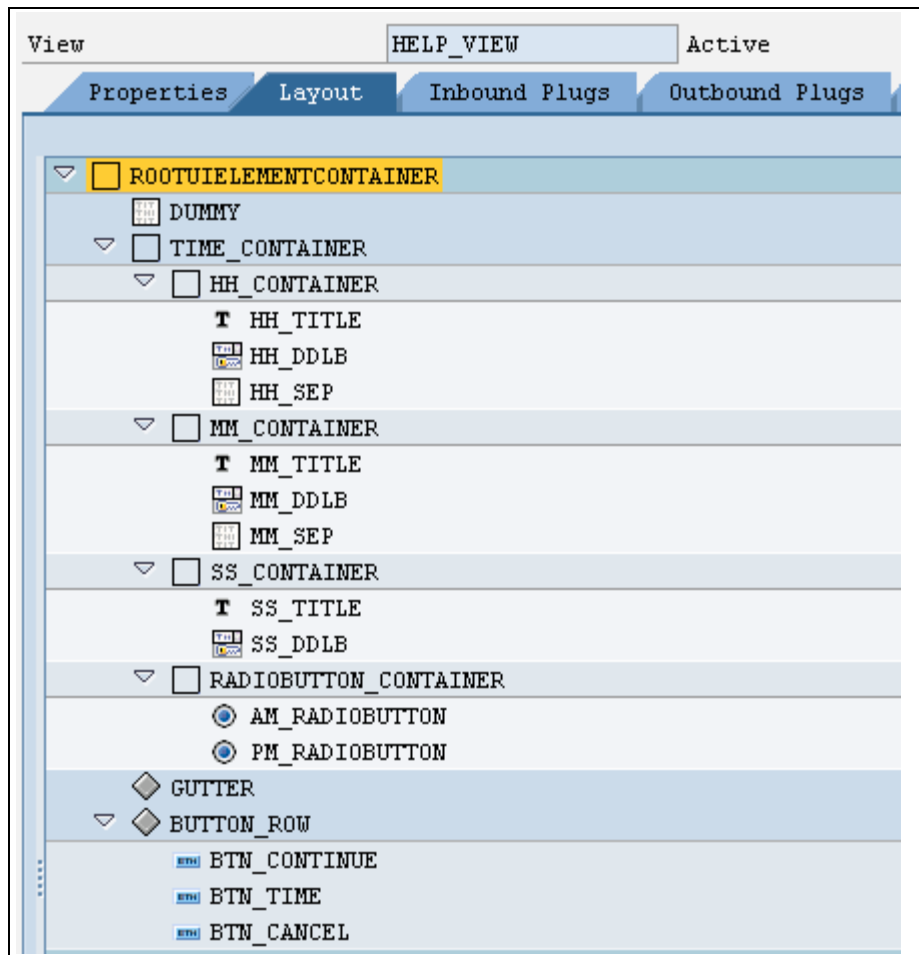 View HELP_VIEW Active
Properties Layout Inbound Plugs Outbound Plugs
ROOTUIELEMENTCONTAINER
DUMMY
TIME_CONTAINER
HH_CONTAINER
T HH_TITLE
HH_DDLB
HH_SEP
MM_CONTAINER
T MM_TITLE
MM_DDLB
MM_SEP
SS_CONTAINER
T SS_TITLE
SS_DDLB
RADIOBUTTON_CONTAINER
AM_RADIOBUTTON
PM_RADIOBUTTON
GUTTER
BUTTON_ROW
BTN_CONTINUE
BTN_TIME
BTN_CANCEL